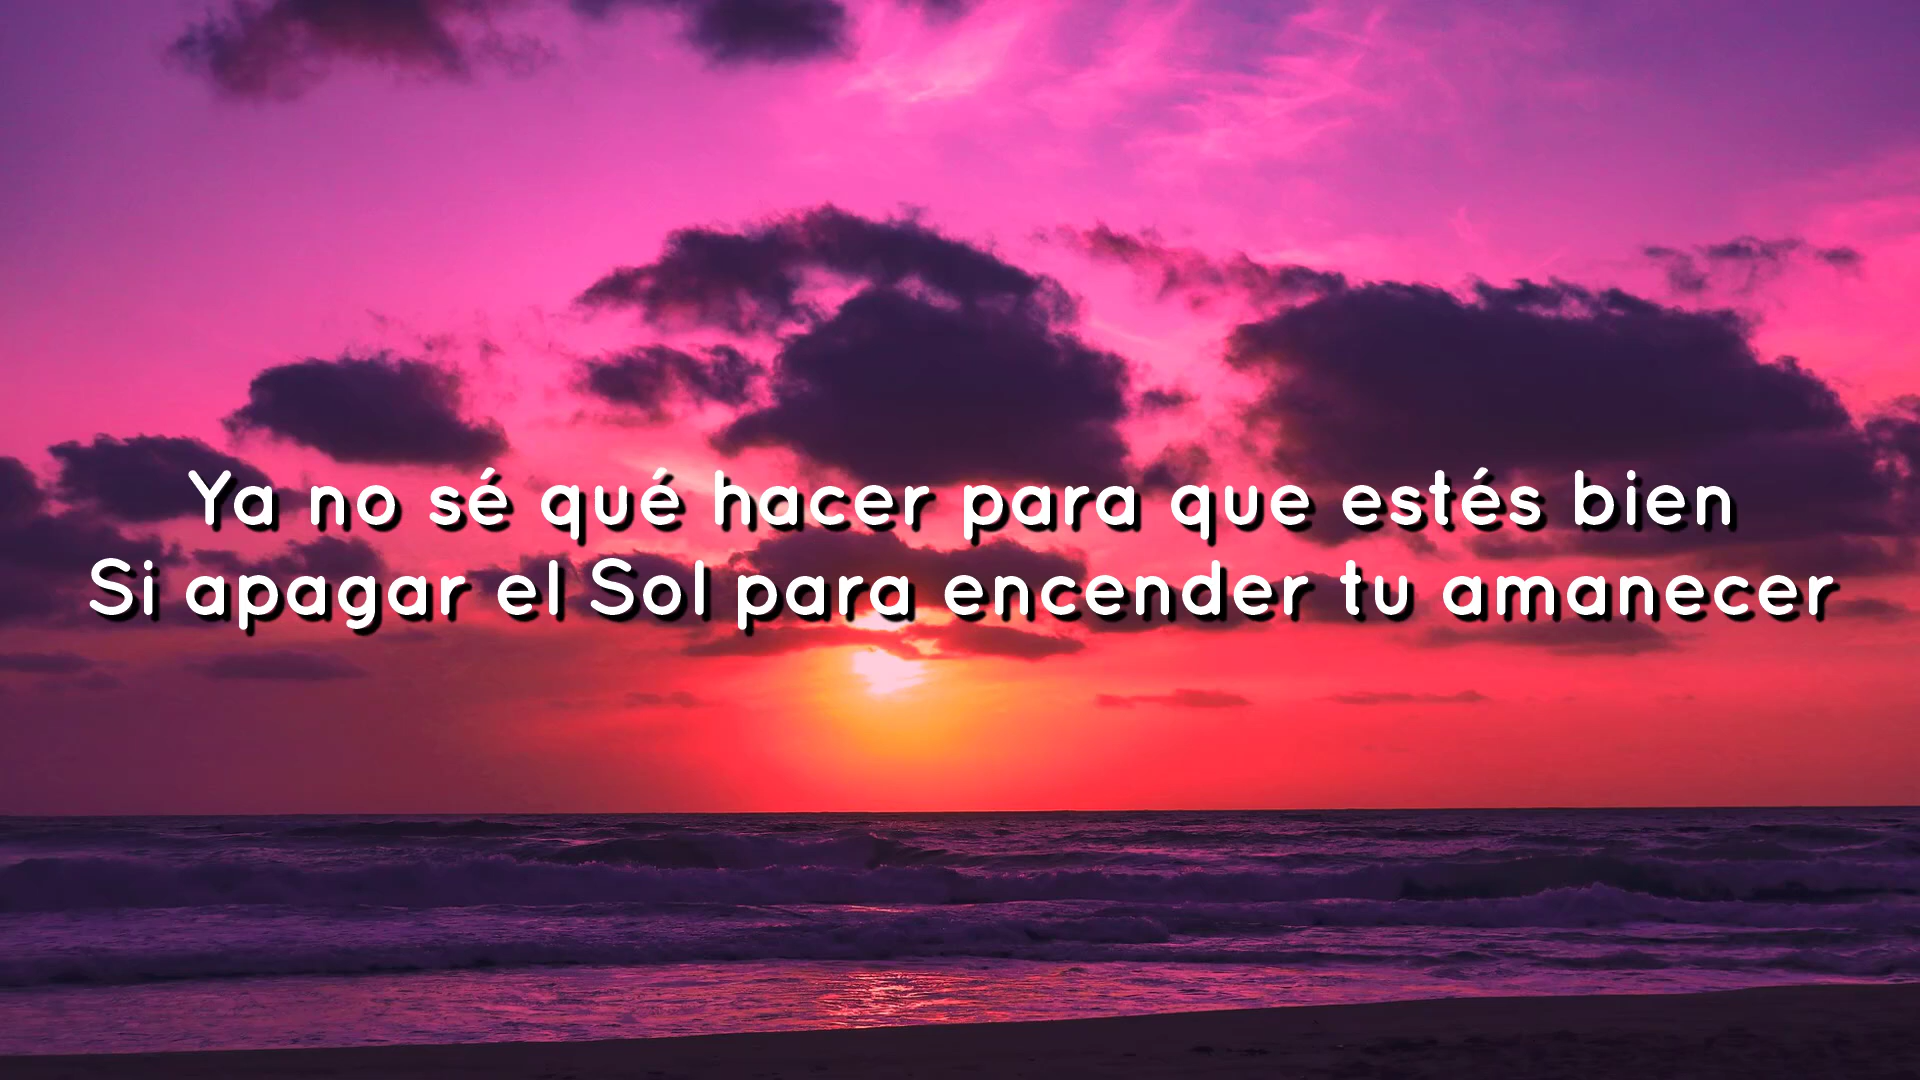 Ya no sé qué hacer para que estés bien
Si apagar el Sol para encender tu amanecer